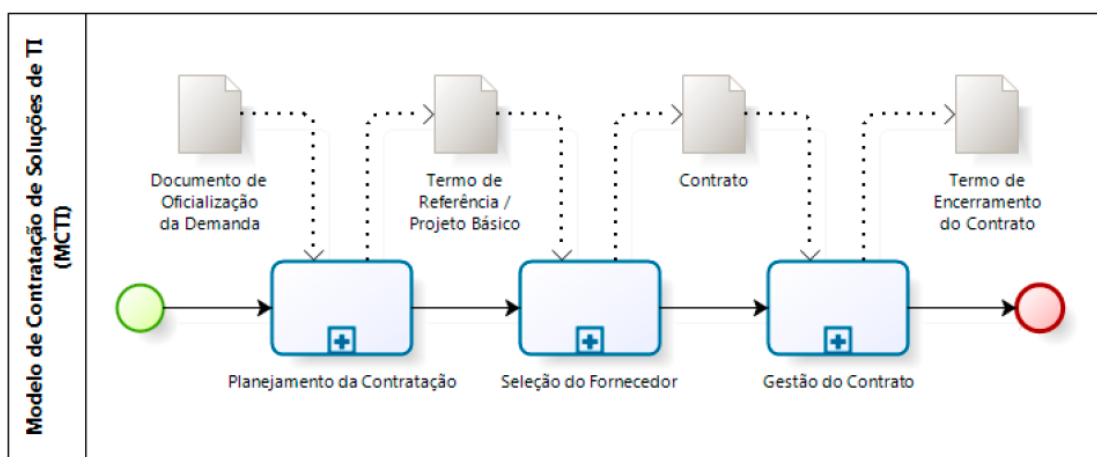 Modelo de Contratação de Soluções de TI
(MCTI)
Documento de
Oficialização
da Demanda
Termo de
Referência /
Projeto Básico
Contrato
Termo de
Encerramento
do Contrato
Planejamento da Contratação
Seleção do Fornecedor
Gestão do Contrato